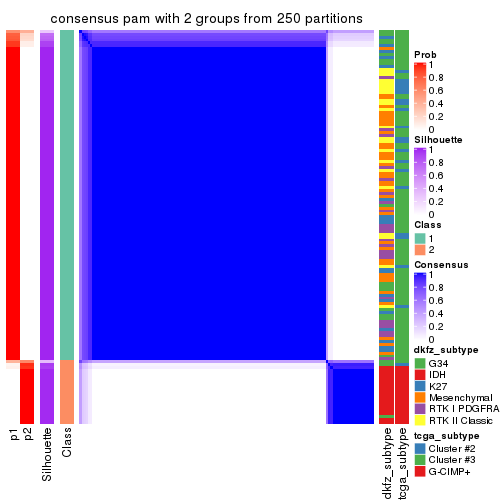 consensus pam with 2 groups from 250 partitions
Prob
1
0.8
0.6
0.4
0.2
0
Silhouette
1
0.8
0.6
0.4
0.2
0
Class
1
2
Consensus
1
0.8
0.6
0.4
0.2
0
dkfz_subtype
G34
IDH
K27
Mesenchymal
RTK I PDGFRA
RTK II Classic
tcga_subtype
Cluster #2
Cluster #3
G-CIMP+
p1
p2
Silhouette
Class
dkfz_subtype
tcga_subtype